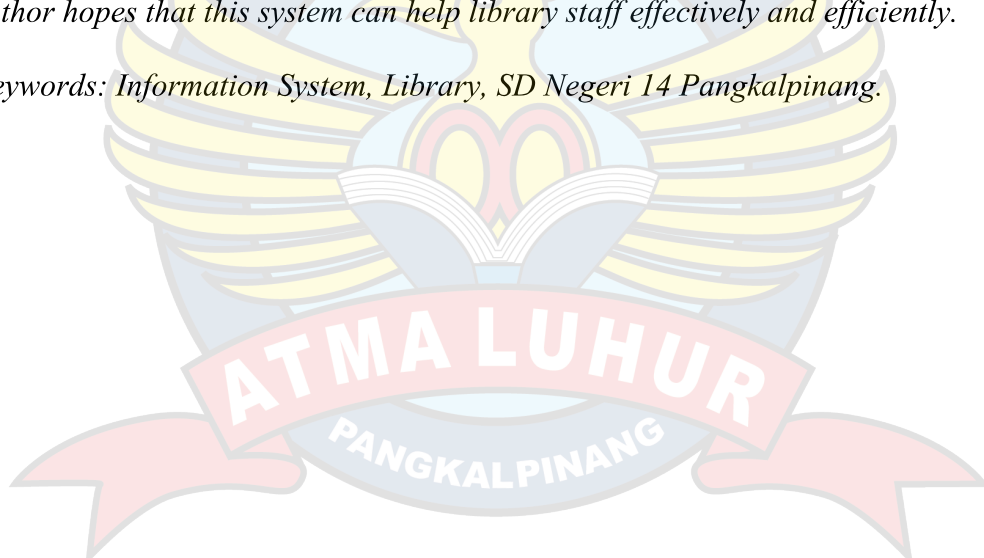 thor hopes that this system can help library staff effectively and efficiently.
eywords: Information System, Library, SD Negeri 14 Pangkalpinang.
ATMA LUHUR
PANGKALPINANG